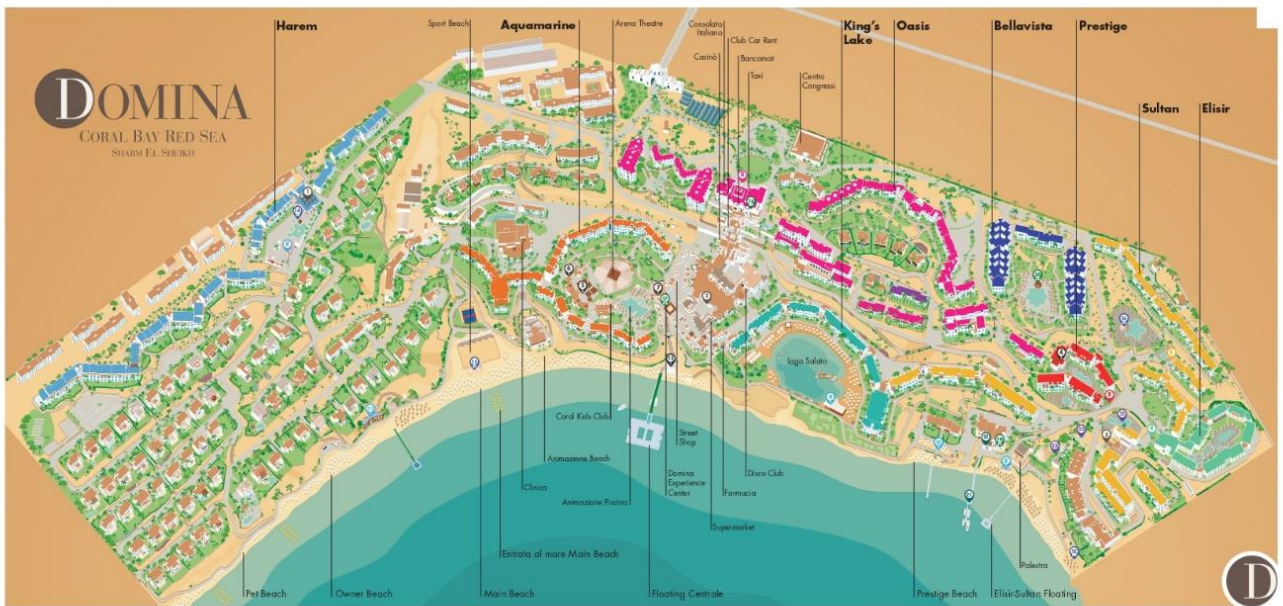 Harem
Sport Beach
Aquamarine
Arena Theatre
Consolato
Italiano
Club Car Rent
Casinò
Bancomat
Taxi
Centro
Congressi
King's
Lake
Oasis
Bellavista
Prestige
Sultan
Elisir
DOMINA
CORAL BAY RED SEA
SHARM EL SHEIKH
lago Salato
Coral Kids Club
Street
Shop
Animazione Beach
Clinica
Animazione Piscina
Domina
Experience
Center
Farmacia
Disco Club
Supermarket
Entrata al mare Main Beach
Palestra
Pet Beach
Owner Beach
Main Beach
Floating Centrale
Prestige Beach
Elisir-Sultan Floating
D